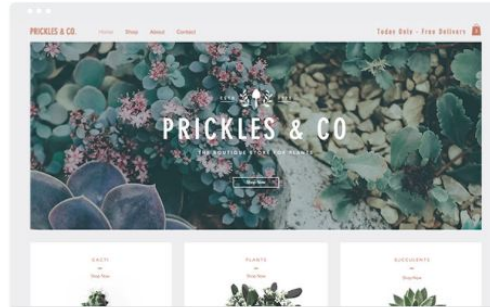 PRICKLES & CO.
Home Shop About Contact
Today Only - Free Delivery
PRICKLES & CO
THE BOUTIQUE STORE FOR PLANTS
Shop Now
CACTI
Shop Now
PLANTS
Shop Now
SUCCULENTS
Shop Now